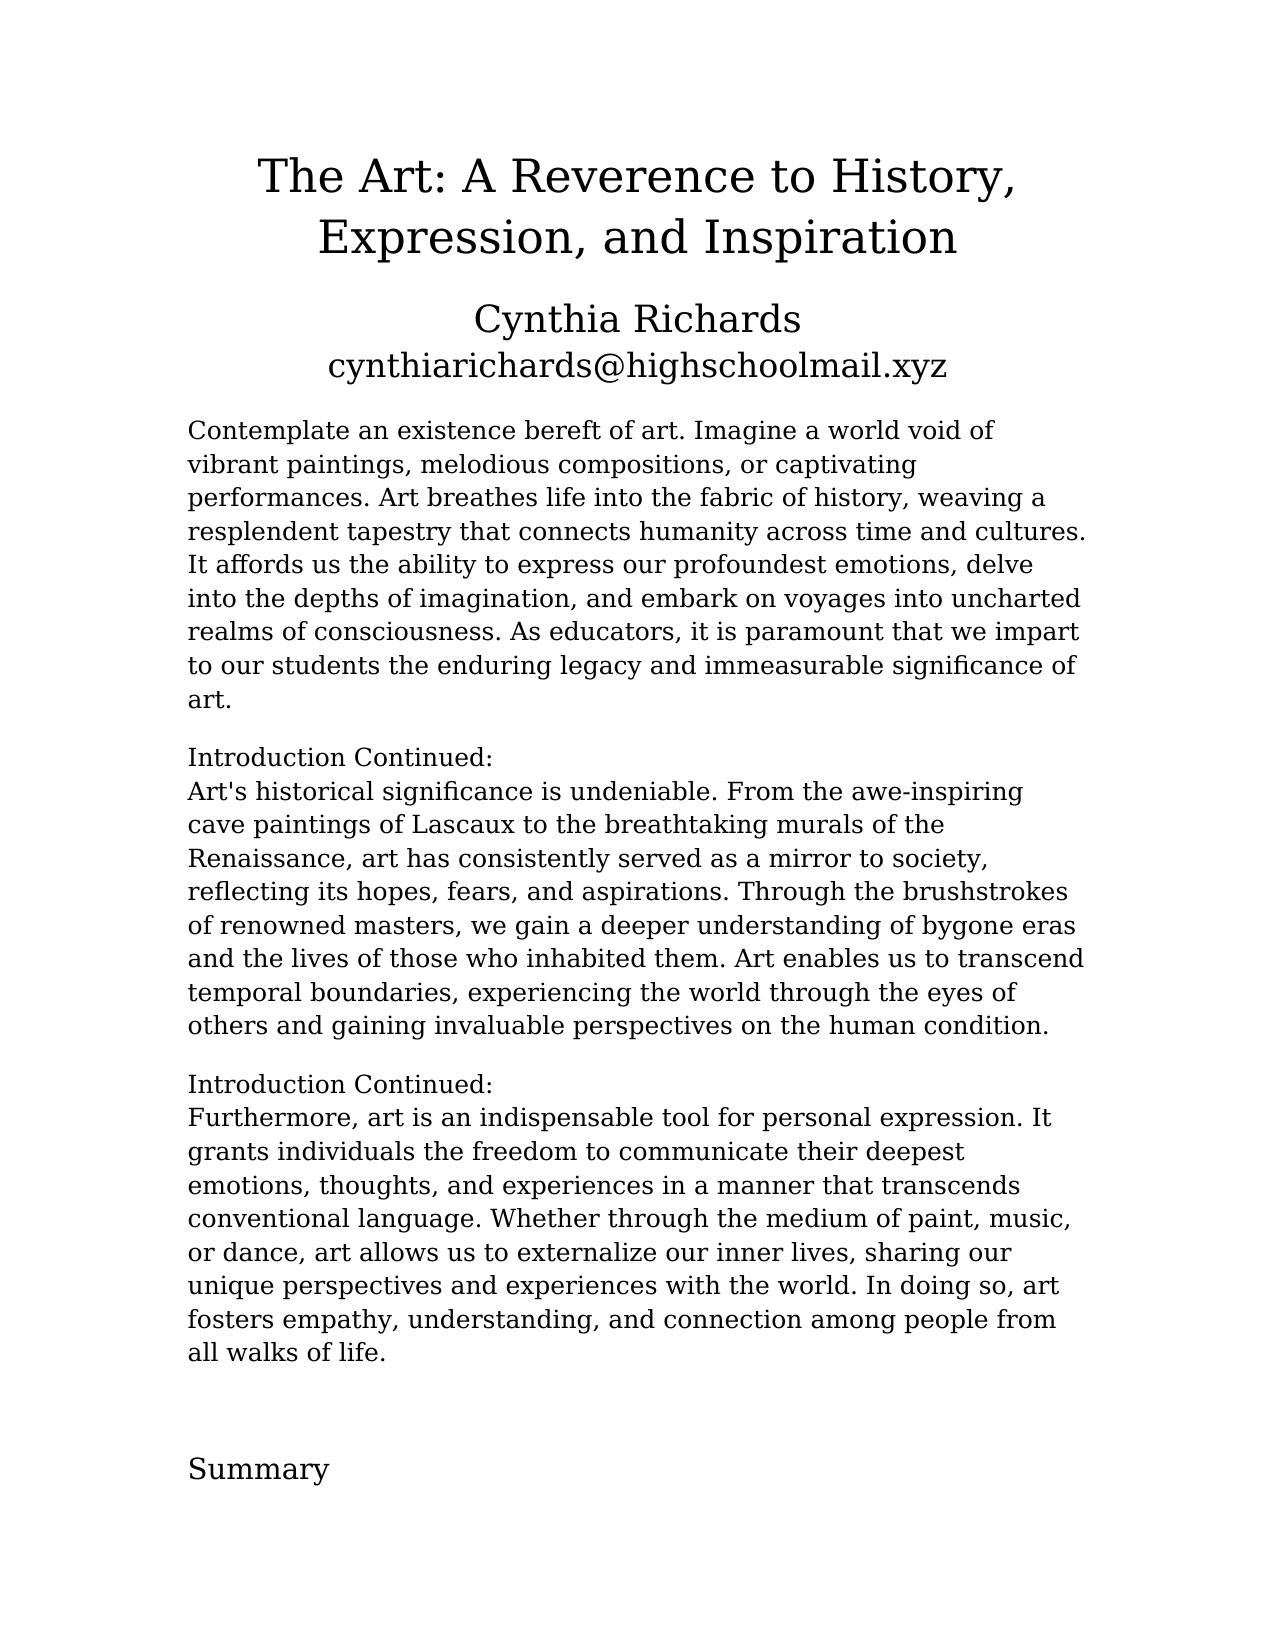 The Art: A Reverence to History,
Expression, and Inspiration
Cynthia Richards
cynthiarichards@highschoolmail.xyz
Contemplate an existence bereft of art. Imagine a world void of
vibrant paintings, melodious compositions, or captivating
performances. Art breathes life into the fabric of history, weaving a
resplendent tapestry that connects humanity across time and cultures.
It affords us the ability to express our profoundest emotions, delve
into the depths of imagination, and embark on voyages into uncharted
realms of consciousness. As educators, it is paramount that we impart
to our students the enduring legacy and immeasurable significance of
art.
Introduction Continued:
Art's historical significance is undeniable. From the awe-inspiring
cave paintings of Lascaux to the breathtaking murals of the
Renaissance, art has consistently served as a mirror to society,
reflecting its hopes, fears, and aspirations. Through the brushstrokes
of renowned masters, we gain a deeper understanding of bygone eras
and the lives of those who inhabited them. Art enables us to transcend
temporal boundaries, experiencing the world through the eyes of
others and gaining invaluable perspectives on the human condition.
Introduction Continued:
Furthermore, art is an indispensable tool for personal expression. It
grants individuals the freedom to communicate their deepest
emotions, thoughts, and experiences in a manner that transcends
conventional language. Whether through the medium of paint, music,
or dance, art allows us to externalize our inner lives, sharing our
unique perspectives and experiences with the world. In doing so, art
fosters empathy, understanding, and connection among people from
all walks of life.
Summary